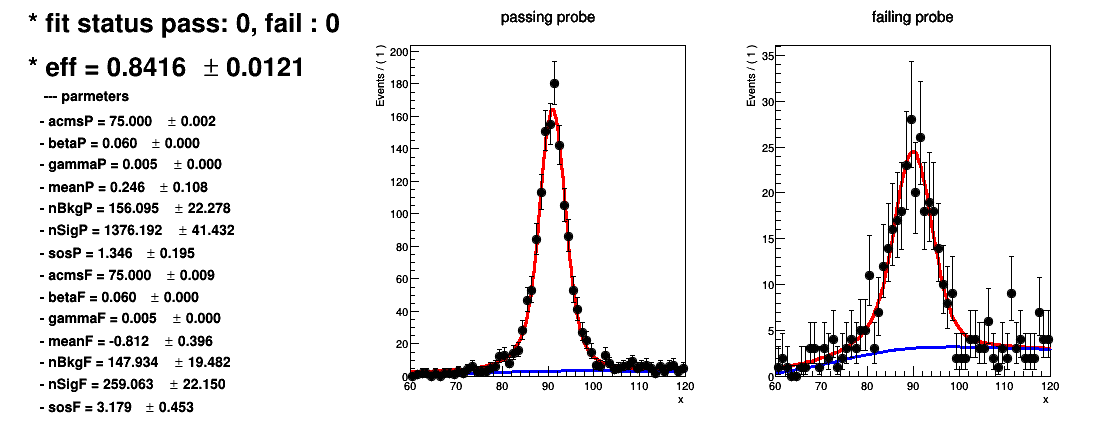 * fit status pass: 0, fail : 0
* eff = 0.8416 ± 0.0121
--- parmeters
- acmsP = 75.000 ± 0.002
- betaP = 0.060 ± 0.000
- gammaP = 0.005 ± 0.000
- meanP = 0.246 ± 0.108
- nBkgP = 156.095 ± 22.278
- nSigP = 1376.192 ± 41.432
- sosP = 1.346 ± 0.195
- acmsF = 75.000 ± 0.009
- betaF = 0.060 ± 0.000
- gammaF = 0.005 ± 0.000
- meanF = -0.812 ± 0.396
- nBkgF = 147.934 ± 19.482
- nSigF = 259.063 ± 22.150
- sosF = 3.179 ± 0.453
passing probe
Events / ( 1 )
200
180
160
140
120
100
80
60
40
20
0
60 70 80 90 100 110 120
x
failing probe
Events / ( 1 )
35
30
25
20
15
10
5
0
60 70 80 90 100 110 120
x